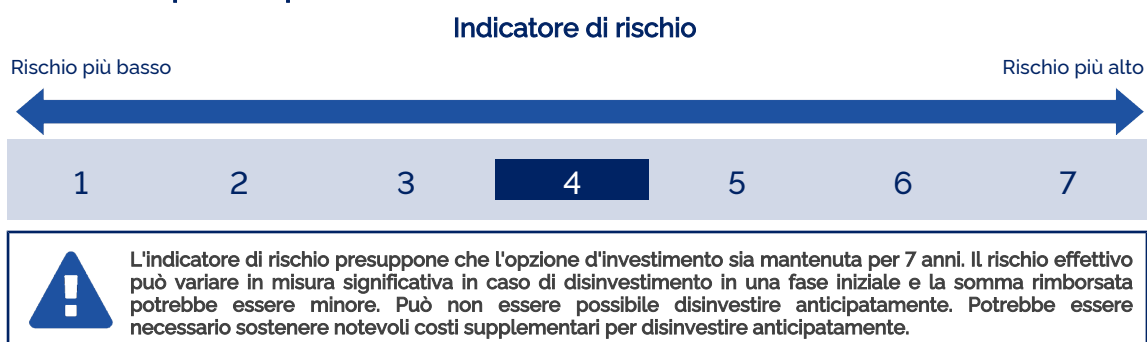 Indicatore di rischio
Rischio più basso
Rischio più alto
1 2 3 4 5 6 7
L'indicatore di rischio presuppone che l'opzione d'investimento sia mantenuta per 7 anni. Il rischio effettivo
può variare in misura significativa in caso di disinvestimento in una fase iniziale e la somma rimborsata
potrebbe essere minore. Può non essere possibile disinvestire anticipatamente. Potrebbe essere
necessario sostenere notevoli costi supplementari per disinvestire anticipatamente.